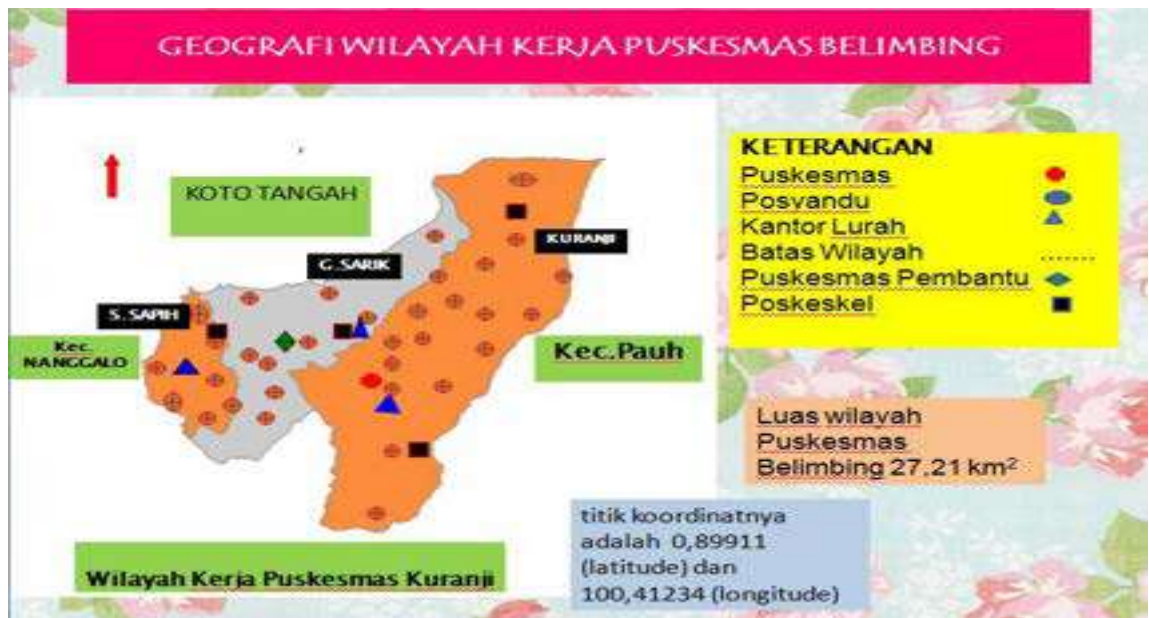 GEOGRAFI WILAYAH KERJA PUSKESMAS BELIMBING
KOTO TANGAH
KURANJI
G.SARIK
S. SAPIH
Kec.
NANGGALO
Kec.Pauh
Wilayah Kerja Puskesmas Kuranji
KETERANGAN
Puskesmas
Posyandu
Kantor Lurah
Batas Wilayah
Puskesmas Pembantu
Poskeskel
Luas wilayah
Puskesmas
Belimbing 27,21 km²
titik koordinatnya
adalah 0,89911
(latitude) dan
100,41234 (longitude)